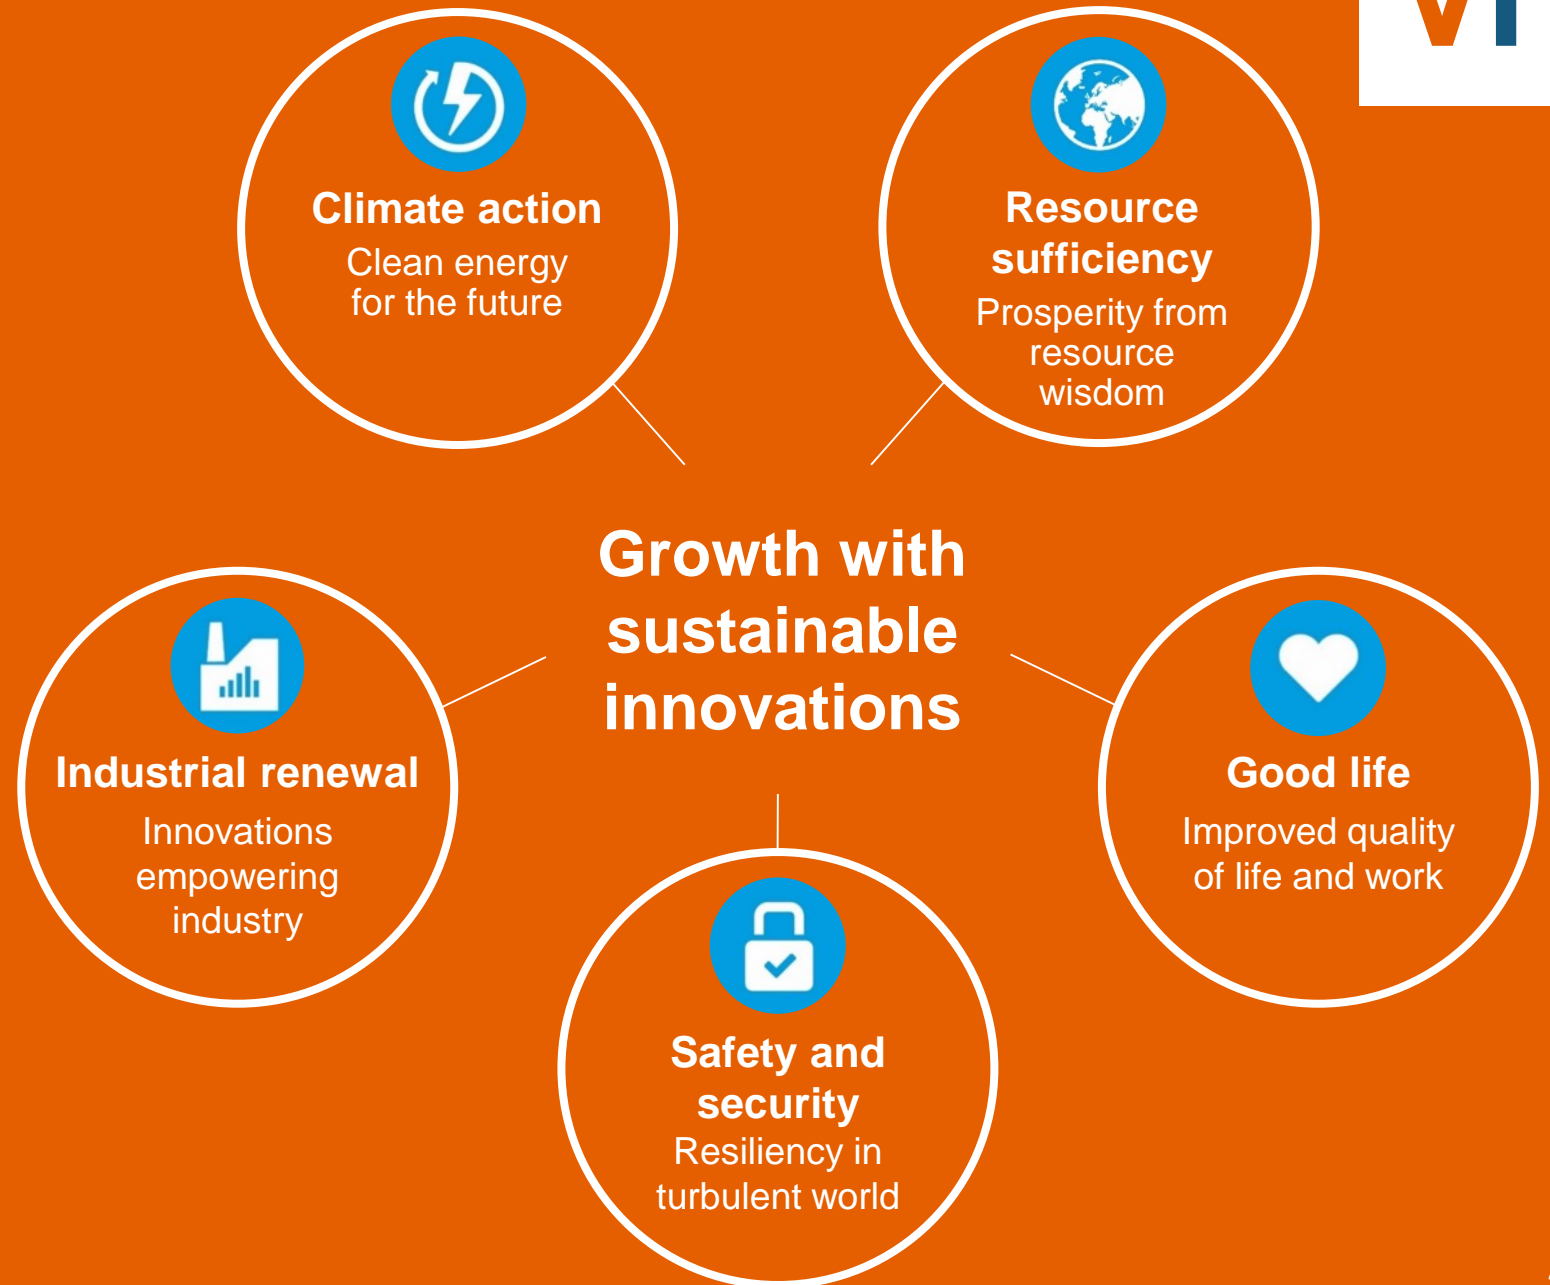 Climate action
Clean energy
for the future
Resource
sufficiency
Prosperity from
resource
wisdom
Growth with
sustainable
innovations
Industrial renewal
Innovations
empowering
industry
Good life
Improved quality
of life and work
Safety and
security
Resiliency in
turbulent world